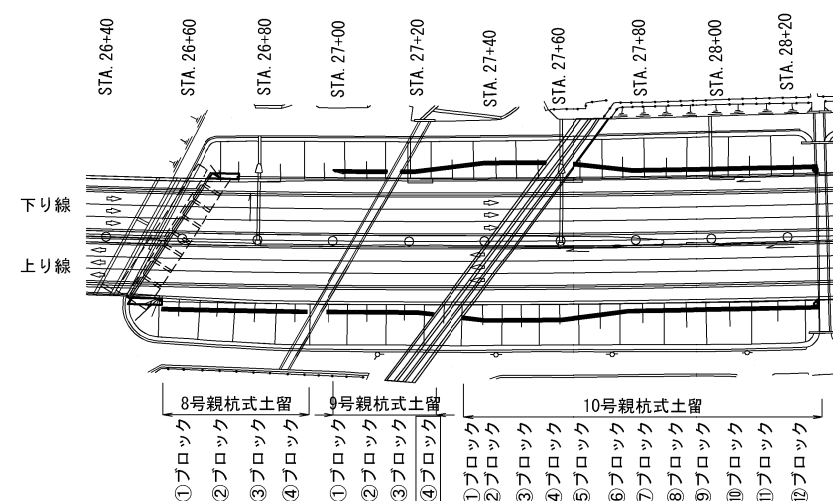 STA. 26+40
STA. 26+60
STA. 26+80
STA. 27+00
STA. 27+20
STA. 27+40
STA. 27+60
STA. 27+80
STA. 28+00
STA. 28+20
下り線
上り線
8号親杭式土留
9号親杭式土留
10号親杭式土留
①ブロック
②ブロック
③ブロック
④ブロック
①ブロック
②ブロック
③ブロック
④ブロック
①ブロック
②ブロック
③ブロック
④ブロック
⑤ブロック
⑥ブロック
⑦ブロック
⑧ブロック
⑨ブロック
⑩ブロック
⑪ブロック
⑫ブロック